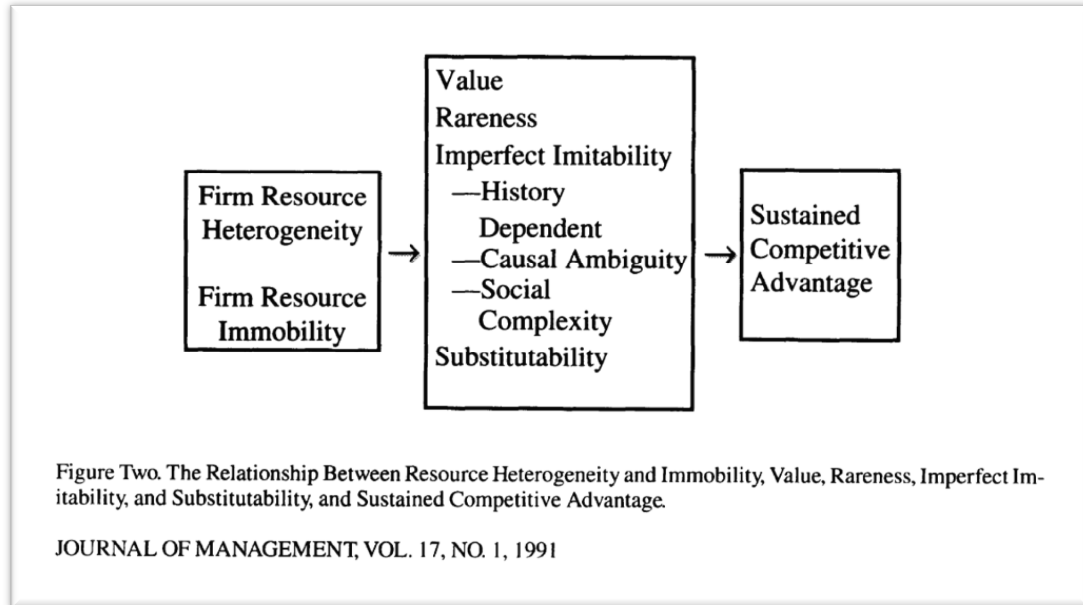 Firm Resource
Heterogeneity
Firm Resource
Immobility
Value
Rareness
Imperfect Imitability
—History
Dependent
—Causal Ambiguity
—Social
Complexity
Substitutability
Sustained
Competitive
Advantage
Figure Two. The Relationship Between Resource Heterogeneity and Immobility, Value, Rareness, Imperfect Im-
itability, and Substitutability, and Sustained Competitive Advantage.
JOURNAL OF MANAGEMENT, VOL. 17, NO. 1, 1991